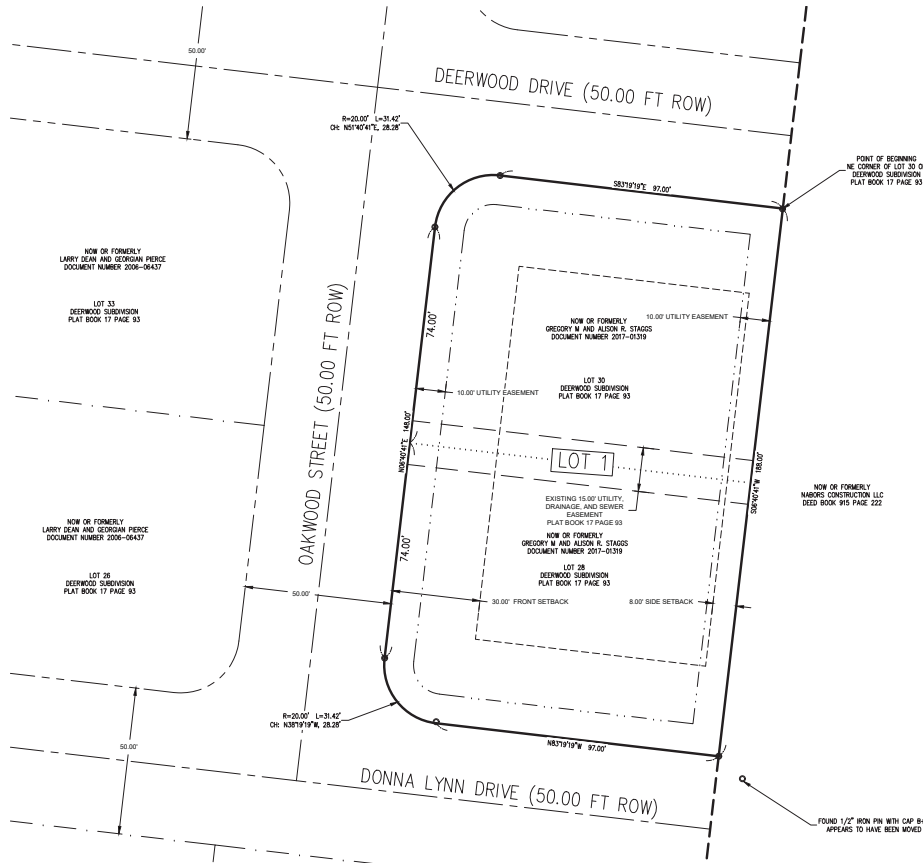 50.00'
DEERWOOD DRIVE (50.00 FT ROW)
R=20.00' L=31.42'
CH: N51°40'41"E, 28.28'
POINT OF BEGINNING
NE CORNER OF LOT 30 O
DEERWOOD SUBDIVISION
PLAT BOOK 17 PAGE 93
S83°19'19"E 97.00'
NOW OR FORMERLY
LARRY DEAN AND GEORGIAN PIERCE
DOCUMENT NUMBER 2006-06437
LOT 33
DEERWOOD SUBDIVISION
PLAT BOOK 17 PAGE 93
OAKWOOD STREET (50.00 FT ROW)
74.00'
NOW OR FORMERLY
GREGORY M AND ALISON R. STAGGS
DOCUMENT NUMBER 2017-01319
10.00' UTILITY EASEMENT
LOT 30
DEERWOOD SUBDIVISION
PLAT BOOK 17 PAGE 93
10.00' UTILITY EASEMENT
N06°40'41"E 148.00'
LOT 1
S06°40'41"W 188.00'
NOW OR FORMERLY
NABORS CONSTRUCTION LLC
DEED BOOK 915 PAGE 222
EXISTING 15.00' UTILITY,
DRAINAGE, AND SEWER
EASEMENT
PLAT BOOK 17 PAGE 93
NOW OR FORMERLY
GREGORY M AND ALISON R. STAGGS
DOCUMENT NUMBER 2017-01319
LOT 28
DEERWOOD SUBDIVISION
PLAT BOOK 17 PAGE 93
NOW OR FORMERLY
LARRY DEAN AND GEORGIAN PIERCE
DOCUMENT NUMBER 2006-06437
LOT 26
DEERWOOD SUBDIVISION
PLAT BOOK 17 PAGE 93
74.00'
50.00'
30.00' FRONT SETBACK
8.00' SIDE SETBACK
R=20.00' L=31.42'
CH: N38°19'19"W, 28.28'
N83°19'19"W 97.00'
50.00'
DONNA LYNN DRIVE (50.00 FT ROW)
FOUND 1/2" IRON PIN WITH CAP
APPEARS TO HAVE BEEN MOVED